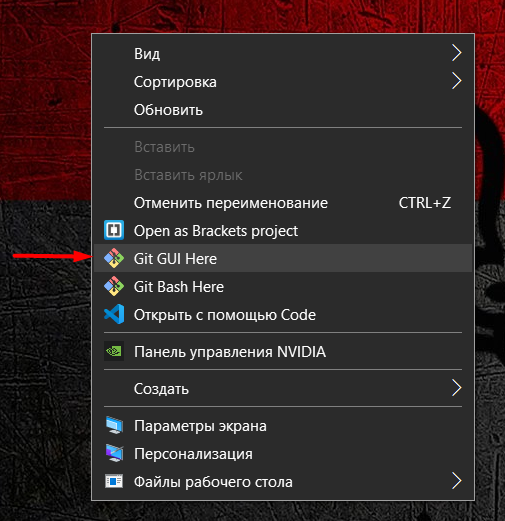 Вид
Сортировка
Обновить
Вставить
Вставить ярлык
Отменить переименование CTRL+Z
Open as Brackets project
Git GUI Here
Git Bash Here
Открыть с помощью Code
Панель управления NVIDIA
Создать
Параметры экрана
Персонализация
Файлы рабочего стола